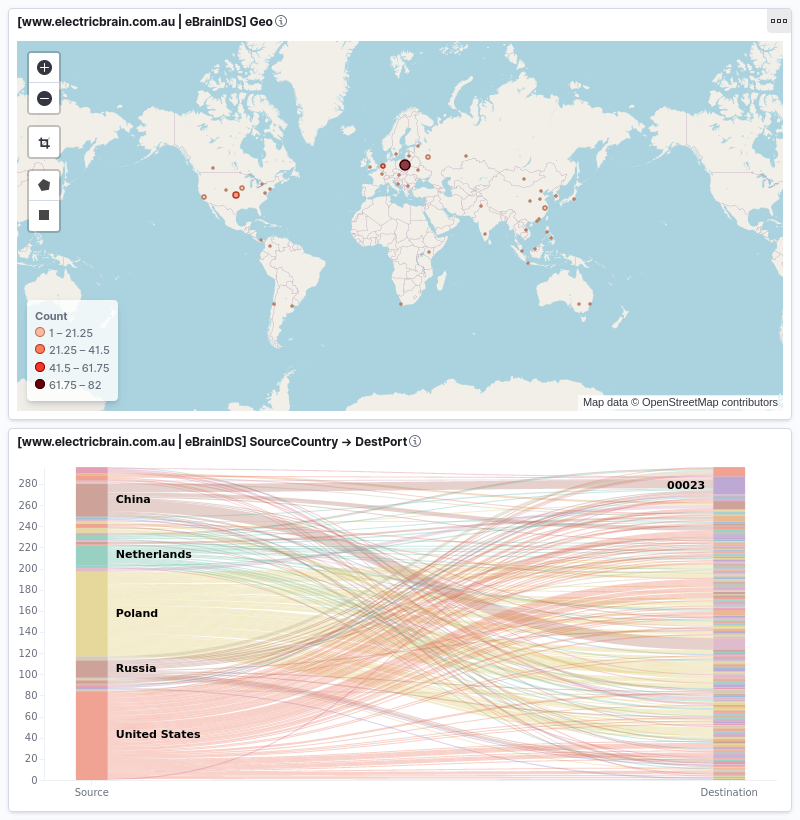 [www.electricbrain.com.au | eBrainIDS] Geo
Count
1 – 21.25
21.25 – 41.5
41.5 – 61.75
61.75 – 82
Map data © OpenStreetMap contributors
[www.electricbrain.com.au | eBrainIDS] SourceCountry → DestPort
280
260
240
220
200
180
160
140
120
100
80
60
40
20
0
China
Netherlands
Poland
Russia
United States
00023
Source
Destination